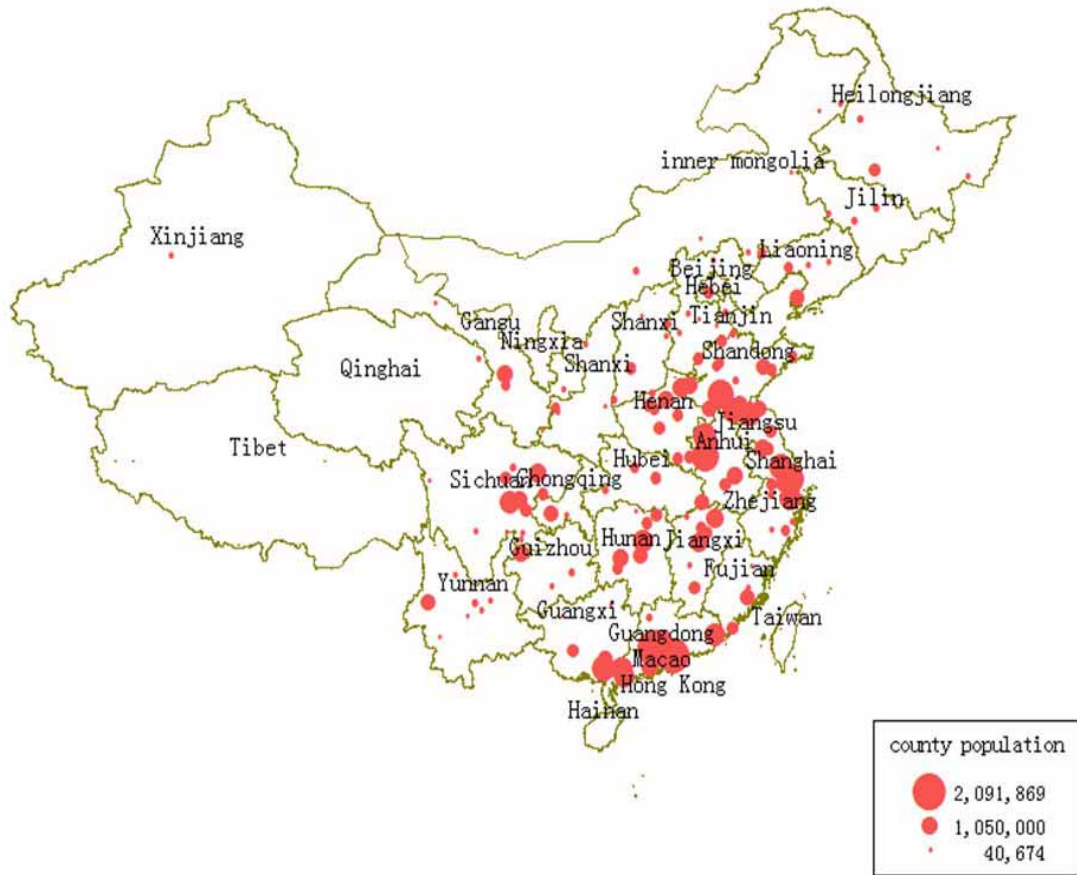 Heilongjiang
inner mongolia
Jilin
Xinjiang
Liaoning
Beijing
Hebei
Gansu
Shanxi
Tianjin
Ningxia
Shandong
Qinghai
Shanxi
Henan
Jiangsu
Tibet
Anhui
Hubei
Shanghai
Sichuan
Chongqing
Zhejiang
Guizhou
Hunan
Jiangxi
Fujian
Yunnan
Guangxi
Taiwan
Guangdong
Macao
Hong Kong
Hainan
county population
2,091,869
1,050,000
40,674